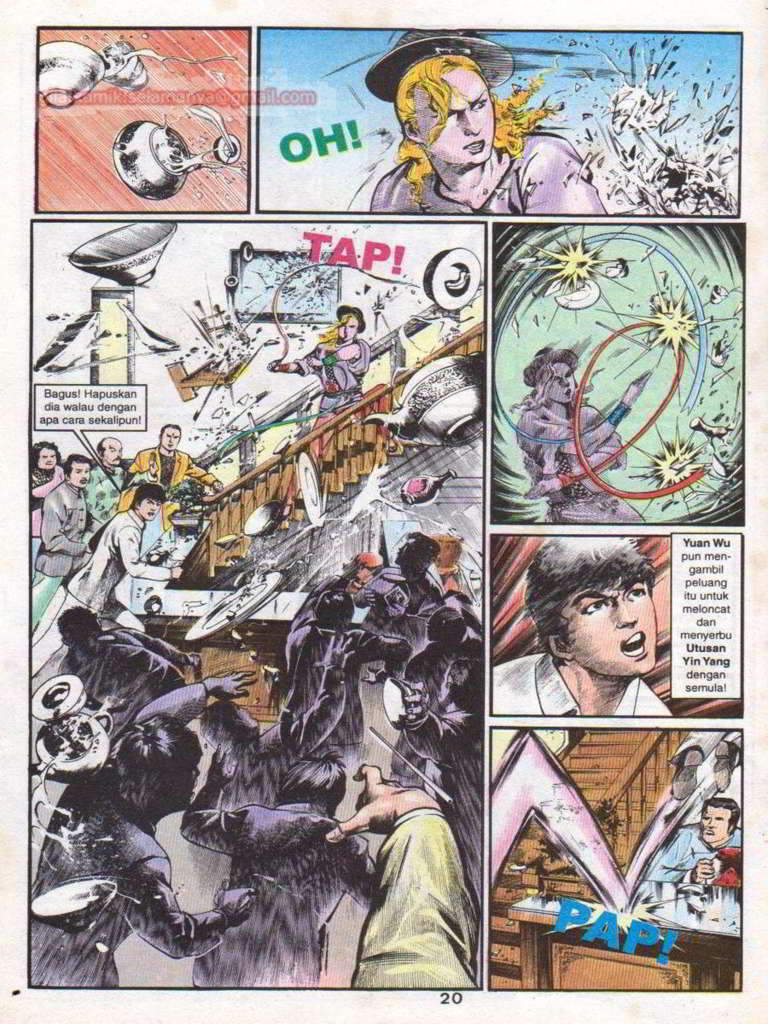 OH!
TAP!
Bagus! Hapuskan
dia walau dengan
apa cara sekalipun!
Yuan Wu
pun men-
gambil
peluang
itu untuk
meloncat
dan
menyerbu
Utusan
Yin Yang
dengan
semula!
PAP!
20